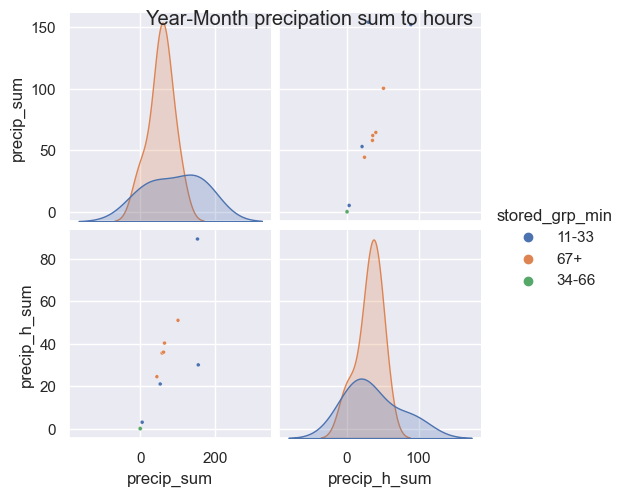 Year-Month precipation sum to hours
150
100
50
0
precip_sum
80
60
40
20
0
precip_h_sum
0
200
precip_sum
0
100
precip_h_sum
stored_grp_min
11-33
67+
34-66